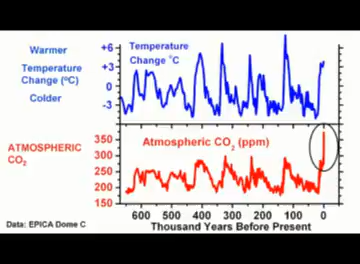 Warmer
Temperature
Change (ºC)
Colder
+6
+3
0
-3
Temperature
Change ˚C
ATMOSPHERIC
CO2
350
300
250
200
150
Atmospheric CO2 (ppm)
600 500 400 300 200 100 0
Data: EPICA Dome C
Thousand Years Before Present